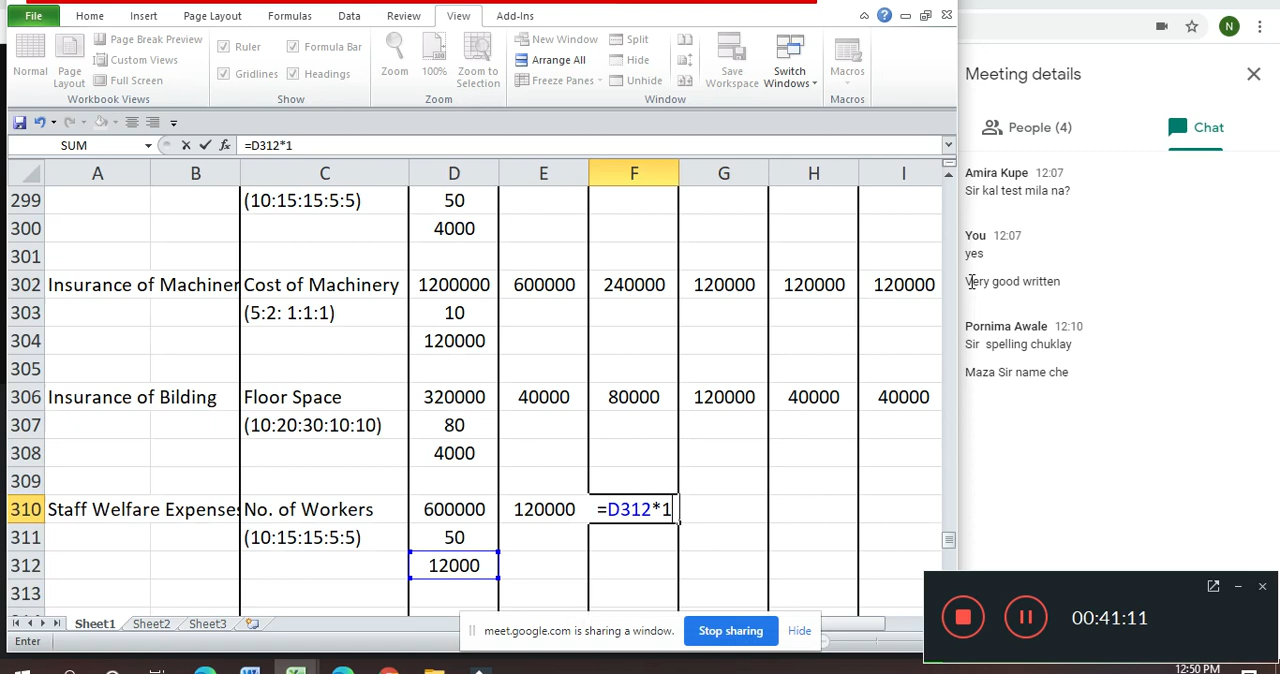 File Home Insert Page Layout Formulas Data Review View Add-Ins
Normal Page Layout Page Break Preview Custom Views Full Screen
Workbook Views
Ruler Formula Bar
Gridlines Headings
Show
Zoom 100% Zoom to Selection
Zoom
New Window Arrange All Freeze Panes Split Hide Unhide Save Workspace Switch Windows
Window
Macros
Macros
SUM =D312*1
A B C D E F G H I
299 (10:15:15:5:5) 50
300 4000
301
302 Insurance of Machiner Cost of Machinery 1200000 600000 240000 120000 120000 120000
303 (5:2: 1:1:1) 10
304 120000
305
306 Insurance of Bilding Floor Space 320000 40000 80000 120000 40000 40000
307 (10:20:30:10:10) 80
308 4000
309
310 Staff Welfare Expenses No. of Workers 600000 120000 =D312*1
311 (10:15:15:5:5) 50
312 12000
313
Sheet1 Sheet2 Sheet3
Enter
meet.google.com is sharing a window. Stop sharing Hide
N
Meeting details
People (4) Chat
Amira Kupe 12:07
Sir kal test mila na?
You 12:07
yes
Very good written
Pornima Awale 12:10
Sir spelling chuklay
Maza Sir name che
00:41:11
12:50 PM